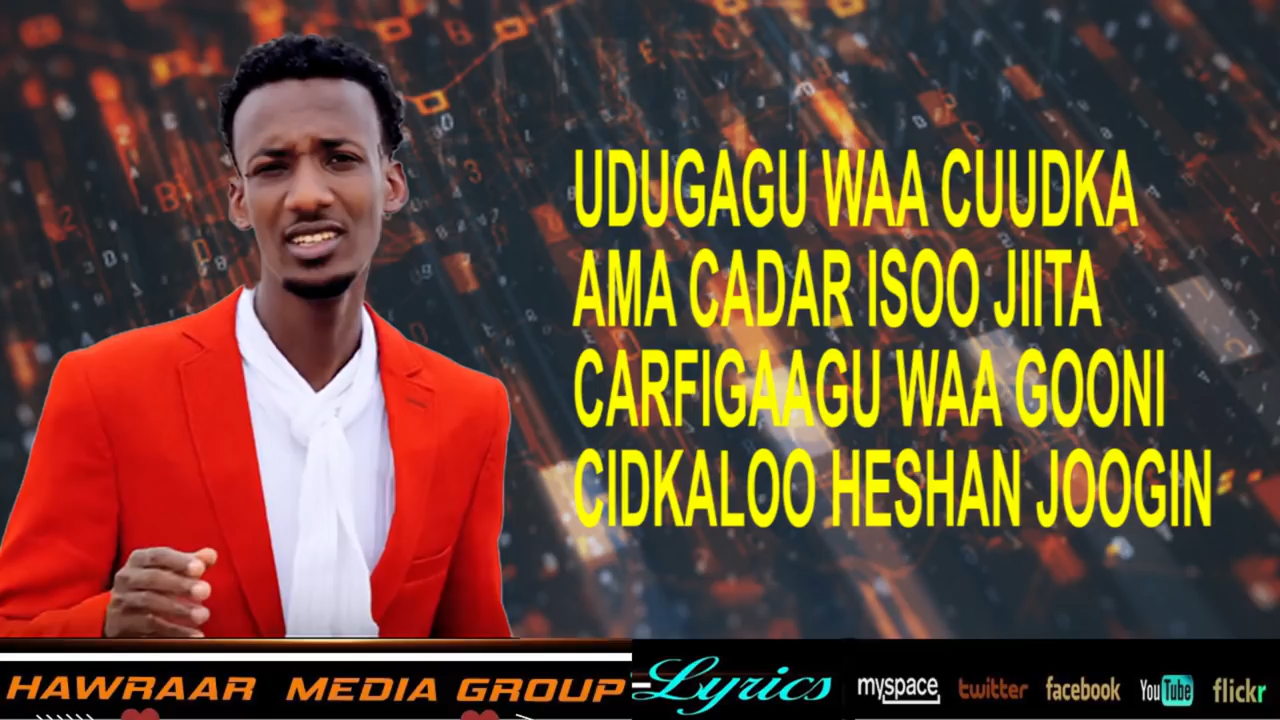 UDUGAGU WAA CUUDKA
AMA CADAR ISOO JIITA
CARFIGAAGU WAA GOONI
CIDKALOO HESHAN JOOGIN
HAWRAAR MEDIA GROUP Lyrics myspace twitter facebook YouTube flickr